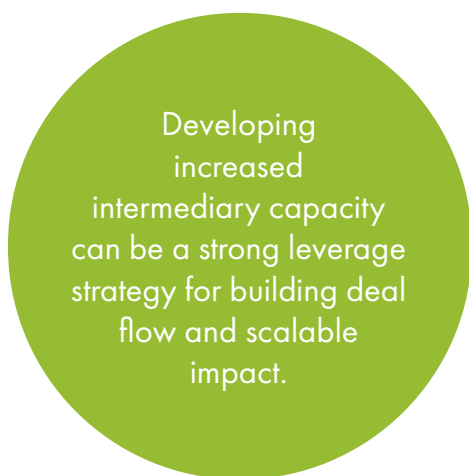 Developing
increased
intermediary capacity
can be a strong leverage
strategy for building deal
flow and scalable
impact.